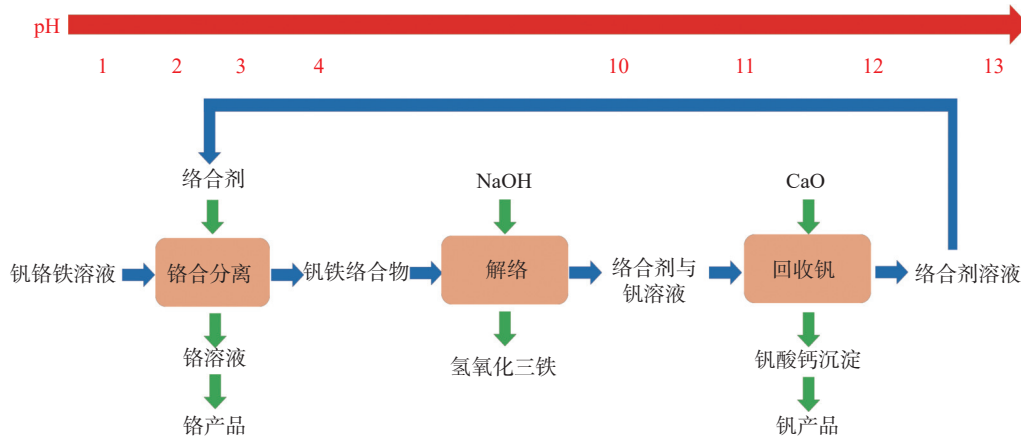 pH
1 2 3 4 10 11 12 13
络合剂
NaOH
CaO
钒铬铁溶液
铬合分离
钒铁络合物
解络
络合剂与
钒溶液
回收钒
络合剂溶液
铬溶液
氢氧化三铁
钒酸钙沉淀
铬产品
钒产品